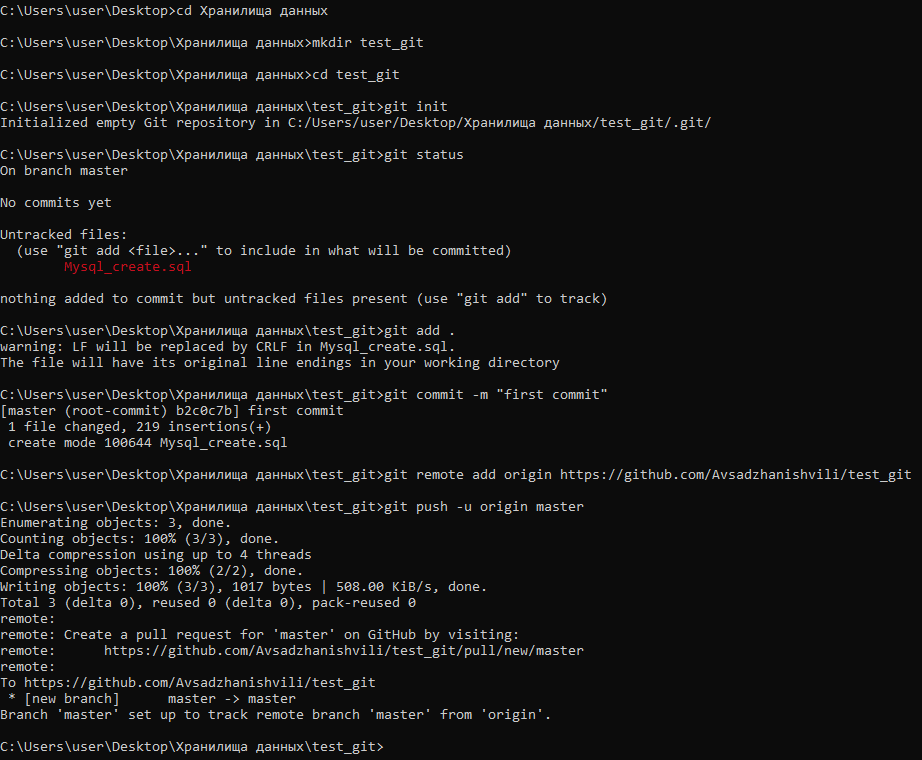 C:\Users\user\Desktop>cd Хранилища данных
C:\Users\user\Desktop\Хранилища данных>mkdir test_git
C:\Users\user\Desktop\Хранилища данных>cd test_git
C:\Users\user\Desktop\Хранилища данных\test_git>git init
Initialized empty Git repository in C:/Users/user/Desktop/Хранилища данных/test_git/.git/
C:\Users\user\Desktop\Хранилища данных\test_git>git status
On branch master
No commits yet
Untracked files:
  (use "git add <file>..." to include in what will be committed)
        Mysql_create.sql
nothing added to commit but untracked files present (use "git add" to track)
C:\Users\user\Desktop\Хранилища данных\test_git>git add .
warning: LF will be replaced by CRLF in Mysql_create.sql.
The file will have its original line endings in your working directory
C:\Users\user\Desktop\Хранилища данных\test_git>git commit -m "first commit"
[master (root-commit) b2c0c7b] first commit
 1 file changed, 219 insertions(+)
 create mode 100644 Mysql_create.sql
C:\Users\user\Desktop\Хранилища данных\test_git>git remote add origin https://github.com/Avsadzhanishvili/test_git
C:\Users\user\Desktop\Хранилища данных\test_git>git push -u origin master
Enumerating objects: 3, done.
Counting objects: 100% (3/3), done.
Delta compression using up to 4 threads
Compressing objects: 100% (2/2), done.
Writing objects: 100% (3/3), 1017 bytes | 508.00 KiB/s, done.
Total 3 (delta 0), reused 0 (delta 0), pack-reused 0
remote:
remote: Create a pull request for 'master' on GitHub by visiting:
remote:      https://github.com/Avsadzhanishvili/test_git/pull/new/master
remote:
To https://github.com/Avsadzhanishvili/test_git
 * [new branch]      master -> master
Branch 'master' set up to track remote branch 'master' from 'origin'.
C:\Users\user\Desktop\Хранилища данных\test_git>